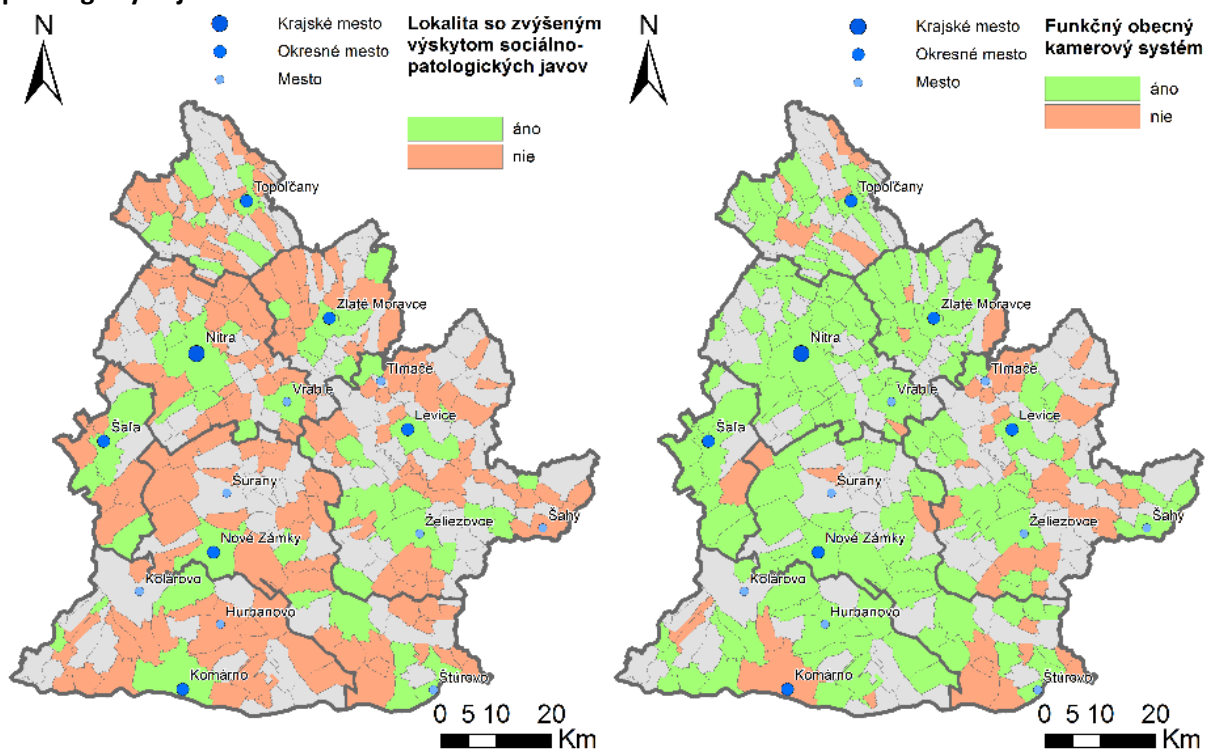 N
Krajské mesto
Okresné mesto
Mesto
Lokalita so zvýšeným
výskytom sociálno-
patologických javov
áno
nie
Topoľčany
Zlaté Moravce
Nitra
Tlmače
Vráble
Levice
Šaľa
Šurany
Želiezovce
Šahy
Nové Zámky
Kolárovo
Hurbanovo
Komárno
Štúrovo
0 5 10 20
Km
N
Krajské mesto
Okresné mesto
Mesto
Funkčný obecný
kamerový systém
áno
nie
Topoľčany
Zlaté Moravce
Nitra
Tlmače
Vráble
Levice
Šaľa
Šurany
Želiezovce
Šahy
Nové Zámky
Kolárovo
Hurbanovo
Komárno
Štúrovo
0 5 10 20
Km